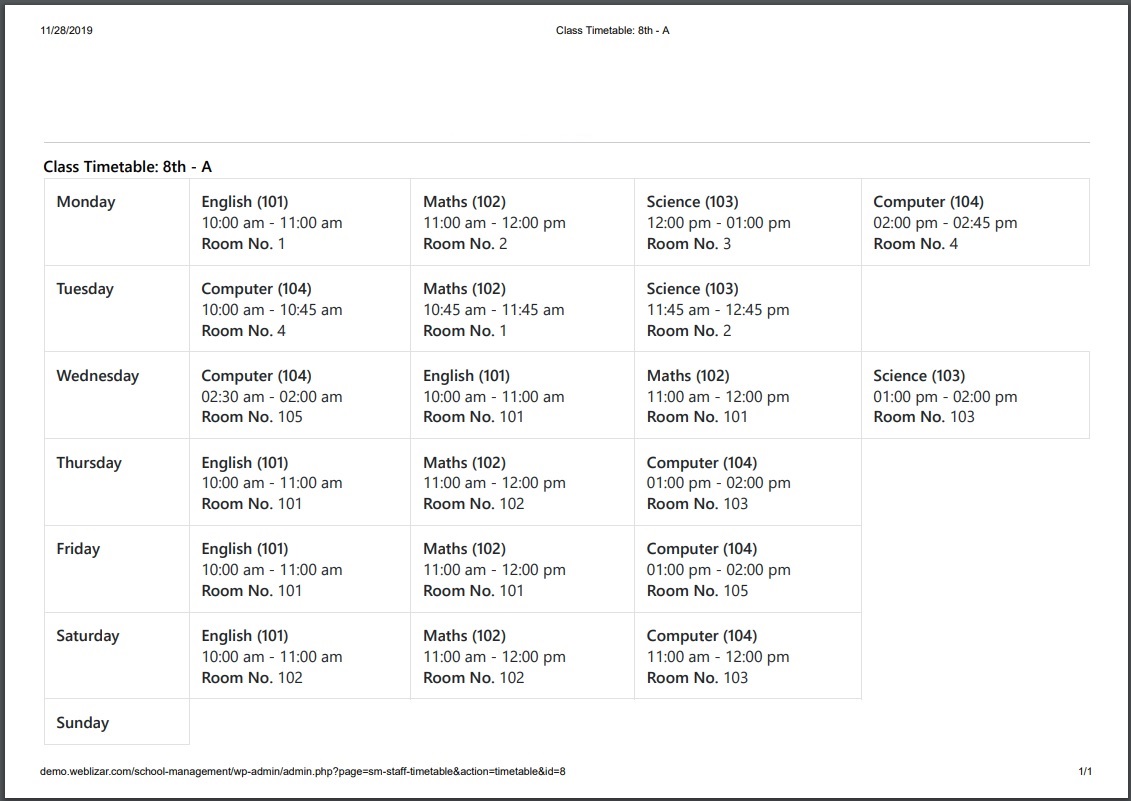 11/28/2019
Class Timetable: 8th - A
Class Timetable: 8th - A
Monday
English (101)
10:00 am - 11:00 am
Room No. 1
Maths (102)
11:00 am - 12:00 pm
Room No. 2
Science (103)
12:00 pm - 01:00 pm
Room No. 3
Computer (104)
02:00 pm - 02:45 pm
Room No. 4
Tuesday
Computer (104)
10:00 am - 10:45 am
Room No. 4
Maths (102)
10:45 am - 11:45 am
Room No. 1
Science (103)
11:45 am - 12:45 pm
Room No. 2
Wednesday
Computer (104)
02:30 am - 02:00 am
Room No. 105
English (101)
10:00 am - 11:00 am
Room No. 101
Maths (102)
11:00 am - 12:00 pm
Room No. 101
Science (103)
01:00 pm - 02:00 pm
Room No. 103
Thursday
English (101)
10:00 am - 11:00 am
Room No. 101
Maths (102)
11:00 am - 12:00 pm
Room No. 102
Computer (104)
01:00 pm - 02:00 pm
Room No. 103
Friday
English (101)
10:00 am - 11:00 am
Room No. 101
Maths (102)
11:00 am - 12:00 pm
Room No. 101
Computer (104)
01:00 pm - 02:00 pm
Room No. 105
Saturday
English (101)
10:00 am - 11:00 am
Room No. 102
Maths (102)
11:00 am - 12:00 pm
Room No. 102
Computer (104)
11:00 am - 12:00 pm
Room No. 103
Sunday
demo.weblizar.com/school-management/wp-admin/admin.php?page=sm-staff-timetable&action=timetable&id=8
1/1